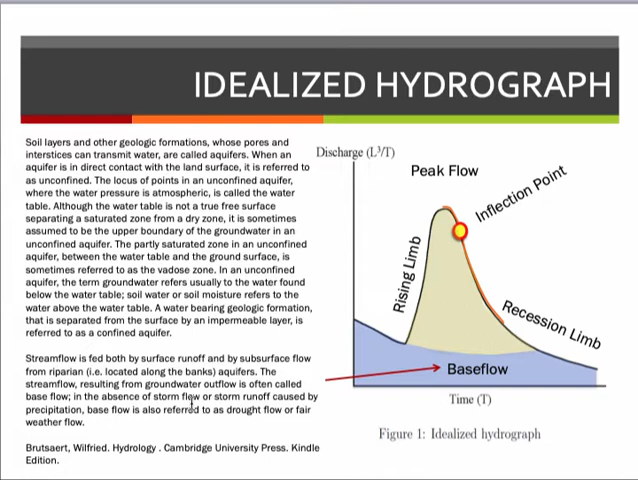 IDEALIZED HYDROGRAPH
Soil layers and other geologic formations, whose pores and
interstices can transmit water, are called aquifers. When an
aquifer is in direct contact with the land surface, it is referred to
as unconfined. The locus of points in an unconfined aquifer,
where the water pressure is atmospheric, is called the water
table. Although the water table is not a true free surface
separating a saturated zone from a dry zone, it is sometimes
assumed to be the upper boundary of the groundwater in an
unconfined aquifer. The partly saturated zone in an unconfined
aquifer, between the water table and the ground surface, is
sometimes referred to as the vadose zone. In an unconfined
aquifer, the term groundwater refers usually to the water found
below the water table; soil water or soil moisture refers to the
water above the water table. A water bearing geologic formation,
that is separated from the surface by an impermeable layer, is
referred to as a confined aquifer.
Streamflow is fed both by surface runoff and by subsurface flow
from riparian (i.e. located along the banks) aquifers. The
streamflow, resulting from groundwater outflow is often called
base flow; in the absence of storm flow or storm runoff caused by
precipitation, base flow is also referred to as drought flow or fair
weather flow.
Brutsaert, Wilfried. Hydrology . Cambridge University Press. Kindle
Edition.
Discharge (L³/T)
Peak Flow
Inflection Point
Rising Limb
Recession Limb
Baseflow
Time (T)
Figure 1: Idealized hydrograph